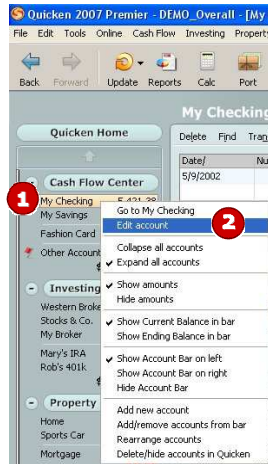 Quicken 2007 Premier - DEMO_Overall - [My
File Edit Tools Online Cash Flow Investing Property
Back Forward Update Reports Calc Port
My Checking
Quicken Home
Delete Find Tran
Date/ Nu
5/9/2002
Cash Flow Center
1
My Checking 5,421.38
My Savings
Fashion Card
Other Account
Go to My Checking
Edit account
2
Collapse all accounts
Expand all accounts
Show amounts
Hide amounts
Show Current Balance in bar
Show Ending Balance in bar
Show Account Bar on left
Show Account Bar on right
Hide Account Bar
Add new account
Add/remove accounts from bar
Rearrange accounts
Delete/hide accounts in Quicken
Investing
Western Broke
Stocks & Co.
My Broker
Mary's IRA
Rob's 401k
Property
Home
Sports Car
Mortgage